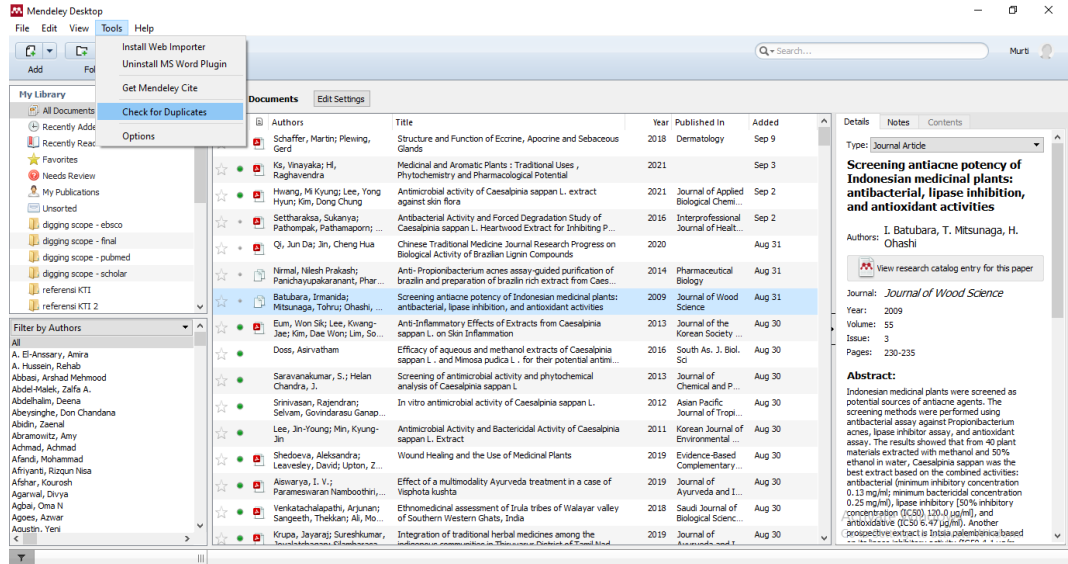 Mendeley Desktop
File Edit View Tools Help
Install Web Importer
Uninstall MS Word Plugin
Get Mendeley Cite
Check for Duplicates
Options
Add
Fol
Search...
Murti
My Library
All Documents
Recently Adde
Recently Read
Favorites
Needs Review
My Publications
Unsorted
digging scope - ebsco
digging scope - final
digging scope - pubmed
digging scope - scholar
referensi KTI
referensi KTI 2
Filter by Authors
All
A. El-Anssary, Amira
A. Hussein, Rehab
Abbasi, Arshad Mehmood
Abdel-Malek, Zalfa A.
Abdelhalim, Deena
Abeysinghe, Don Chandana
Abidin, Zaenal
Abramowitz, Amy
Achmad, Achmad
Afandi, Mohammad
Afriyanti, Rizqun Nisa
Afshar, Kourosh
Agarwal, Divya
Agbai, Oma N
Agoes, Azwar
Agustin, Yeni
Documents Edit Settings
Authors Title Year Published In Added
Schaffer, Martin; Plewing, Structure and Function of Eccrine, Apocrine and Sebaceous 2018 Dermatology Sep 9
Gerd Glands
Ks, Vinayaka; Hl, Medicinal and Aromatic Plants : Traditional Uses , 2021 Sep 3
Raghavendra Phytochemistry and Pharmacological Potential
Hwang, Mi Kyung; Lee, Yong Antimicrobial activity of Caesalpinia sappan L. extract 2021 Journal of Applied Sep 2
Hyun; Kim, Dong Chung against skin flora Biological Chemi...
Settharaksa, Sukanya; Antibacterial Activity and Forced Degradation Study of 2016 Interprofessional Sep 2
Pathompak, Pathamaporn; ... Caesalpinia sappan L. Heartwood Extract for Inhibiting P... Journal of Healt...
Qi, Jun Da; Jin, Cheng Hua Chinese Traditional Medicine Journal Research Progress on 2020 Aug 31
Biological Activity of Brazilian Lignin Compounds
Nirmal, Nilesh Prakash; Anti- Propionibacterium acnes assay-guided purification of 2014 Pharmaceutical Aug 31
Panichayupakaranant, Phar... brazilin and preparation of brazilin rich extract from Caes... Biology
Batubara, Irmanida; Screening antiacne potency of Indonesian medicinal plants: 2009 Journal of Wood Aug 31
Mitsunaga, Tohru; Ohashi, ... antibacterial, lipase inhibition, and antioxidant activities Science
Eum, Won Sik; Lee, Kwang- Anti-Inflammatory Effects of Extracts from Caesalpinia 2013 Journal of the Aug 30
Jae; Kim, Dae Won; Lim, So... sappan L. on Skin Inflammation Korean Society ...
Doss, Asirvatham Efficacy of aqueous and methanol extracts of Caesalpinia 2016 South As. J. Biol. Aug 30
sappan L . and Mimosa pudica L . for their potential antimi... Sci
Saravanakumar, S.; Helan Screening of antimicrobial activity and phytochemical 2013 Journal of Aug 30
Chandra, J. analysis of Caesalpinia sappan L Chemical and P...
Srinivasan, Rajendran; In vitro antimicrobial activity of Caesalpinia sappan L. 2012 Asian Pacific Aug 30
Selvam, Govindarasu Ganap... Journal of Tropi...
Lee, Jin-Young; Min, Kyung- Antimicrobial Activity and Bactericidal Activity of Caesalpinia 2011 Korean Journal of Aug 30
Jin sappan L. Extract Environmental ...
Shedoeva, Aleksandra; Wound Healing and the Use of Medicinal Plants 2019 Evidence-Based Aug 30
Leavesley, David; Upton, Z... Complementary...
Aiswarya, I. V.; Effect of a multimodality Ayurveda treatment in a case of 2019 Journal of Aug 30
Parameswaran Namboothiri,... Visphota kushta Ayurveda and I...
Venkatachalapathi, Arjunan; Ethnomedicinal assessment of Irula tribes of Walayar valley 2018 Saudi Journal of Aug 30
Sangeeth, Thekkan; Ali, Mo... of Southern Western Ghats, India Biological Scienc...
Krupa, Jayaraj; Sureshkumar, Integration of traditional herbal medicines among the 2019 Journal of Aug 30
Details Notes Contents
Type: Journal Article
Screening antiacne potency of
Indonesian medicinal plants:
antibacterial, lipase inhibition,
and antioxidant activities
Authors: I. Batubara, T. Mitsunaga, H.
Ohashi
View research catalog entry for this paper
Journal: Journal of Wood Science
Year: 2009
Volume: 55
Issue: 3
Pages: 230-235
Abstract:
Indonesian medicinal plants were screened as
potential sources of antiacne agents. The
screening methods were performed using
antibacterial assay against Propionibacterium
acnes, lipase inhibitor assay, and antioxidant
assay. The results showed that from 40 plant
materials extracted with methanol and 50%
ethanol in water, Caesalpinia sappan was the
best extract based on the combined activities:
antibacterial (minimum inhibitory concentration
0.13 mg/ml; minimum bactericidal concentration
0.25 mg/ml), lipase inhibitory [50% inhibitory
concentration (IC50) 120.0 µg/ml], and
antioxidative (IC50 6.47 µg/ml). Another
prospective extract is Intsia palembanica based